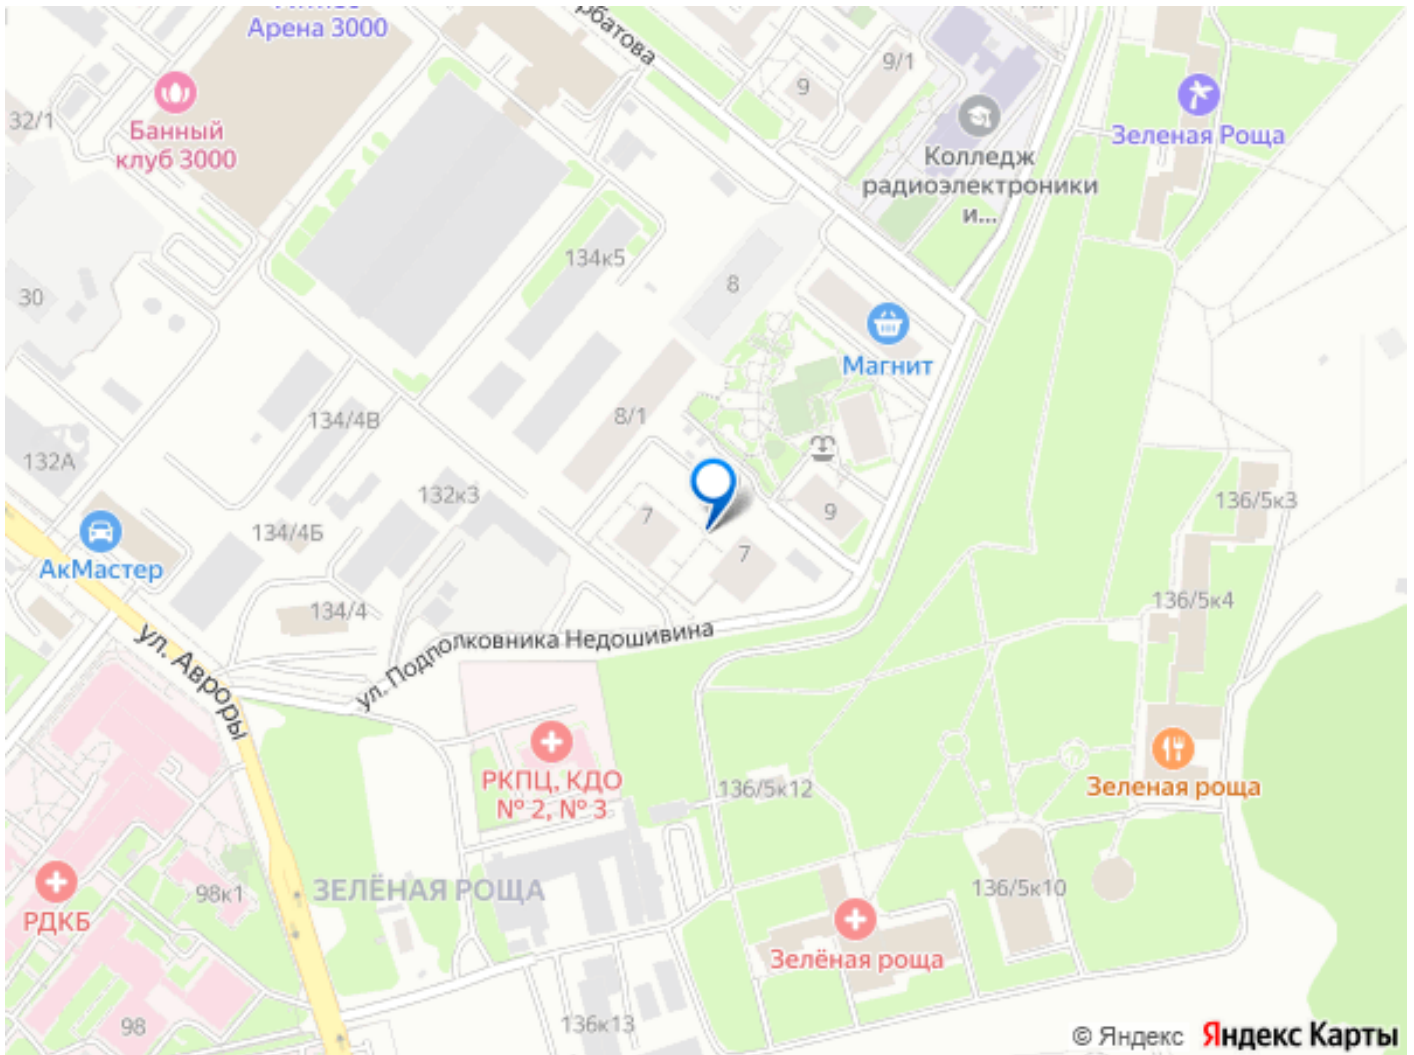 Арена 3000
рбатова
9/1
9
32/1
Банный
клуб 3000
Зеленая Роща
Колледж
радиоэлектроники
и...
134к5
8
30
Магнит
134/4В
8/1
132А
132к3
7
9
136/5к3
134/4Б
7
АкМастер
134/4
136/5к4
ул. Подполковника Недошивина
ул. Авроры
РКПЦ, КДО
№ 2, № 3
136/5к12
Зеленая роща
98к1
ЗЕЛЁНАЯ РОЩА
136/5к10
РДКБ
Зелёная роща
98
136к13
© Яндекс Яндекс Карты